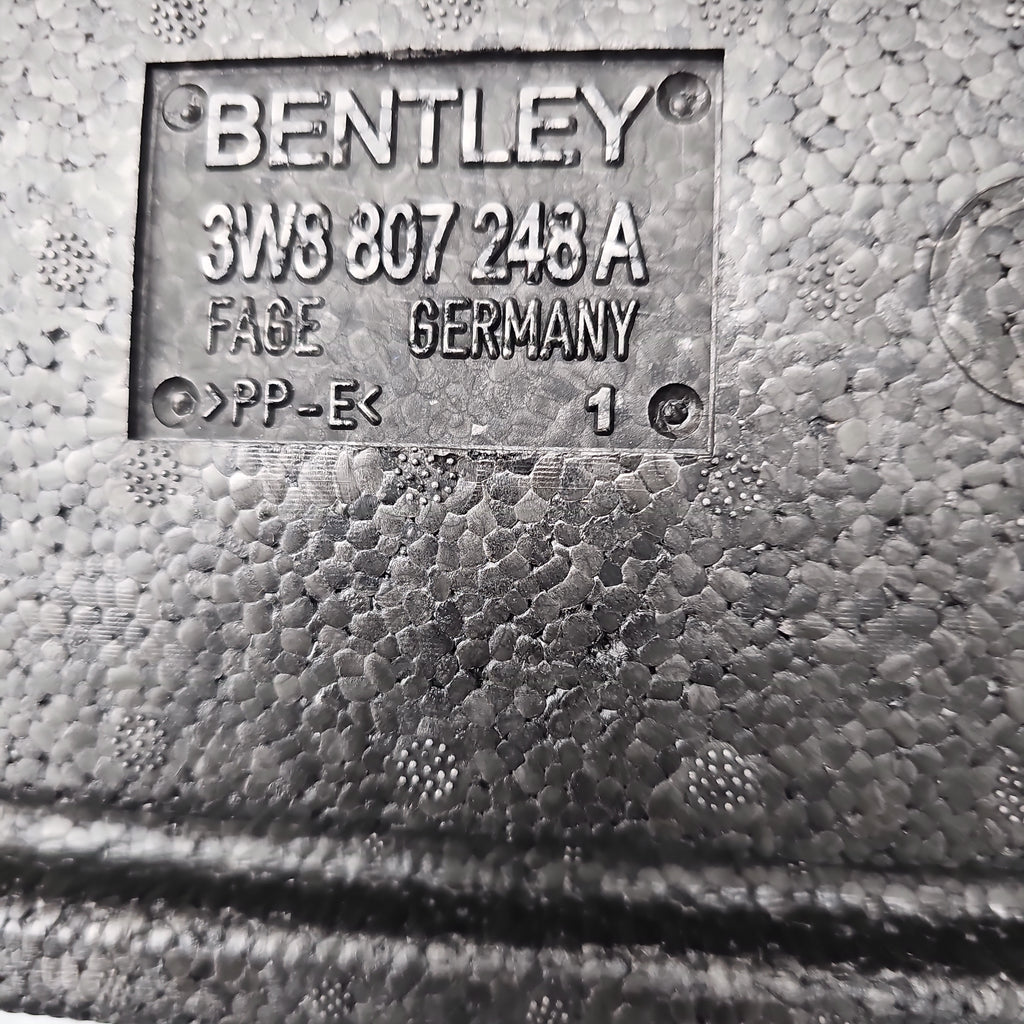 BENTLEY
3W8 807 248 A
FAGE GERMANY
>PP-E< 1